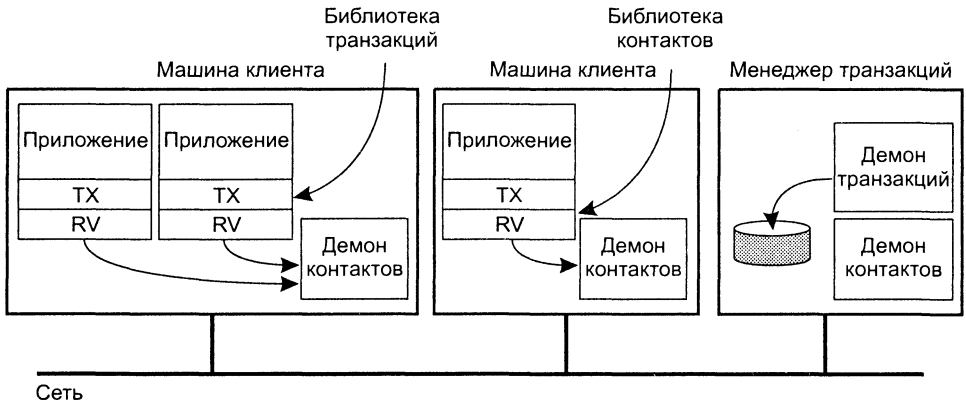 Библиотека
транзакций
Библиотека
контактов
Машина клиента
Машина клиента
Менеджер транзакций
Приложение
TX
RV
Приложение
TX
RV
Демон
контактов
Приложение
TX
RV
Демон
контактов
Демон
транзакций
Демон
контактов
Сеть